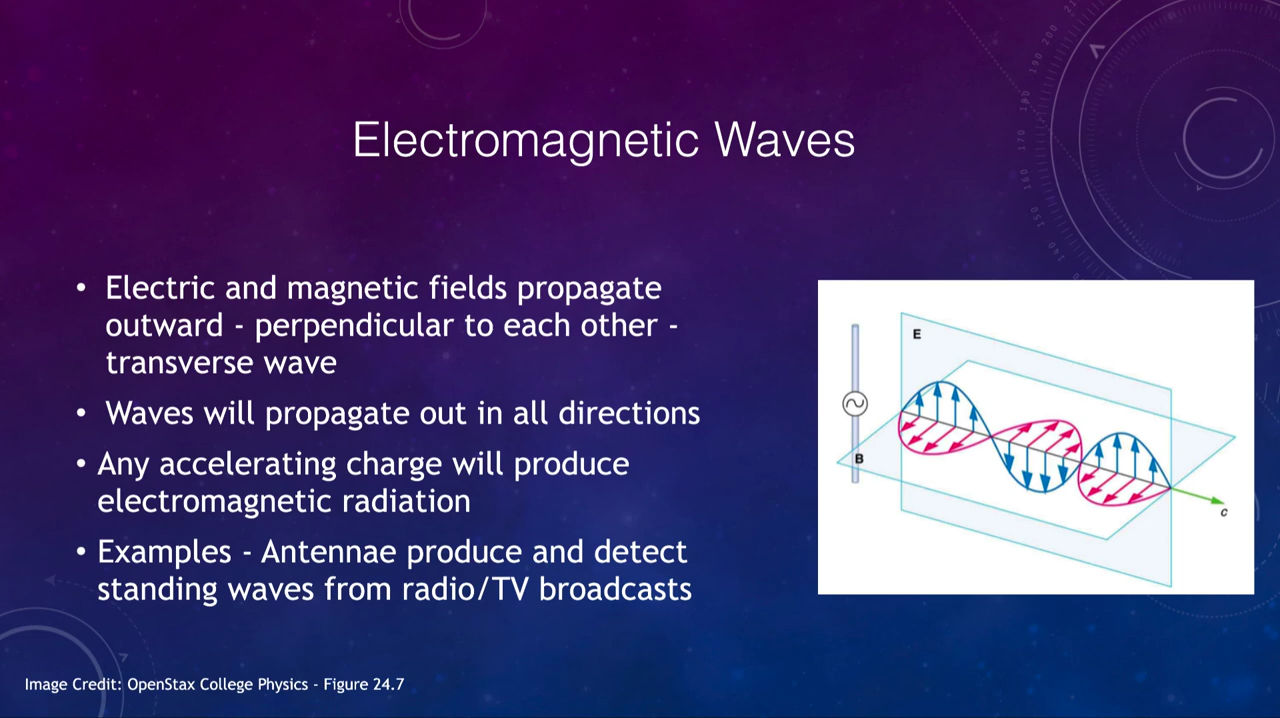 Electromagnetic Waves
• Electric and magnetic fields propagate
outward - perpendicular to each other -
transverse wave
• Waves will propagate out in all directions
• Any accelerating charge will produce
electromagnetic radiation
• Examples - Antennae produce and detect
standing waves from radio/TV broadcasts
E
B
c
Image Credit: OpenStax College Physics - Figure 24.7